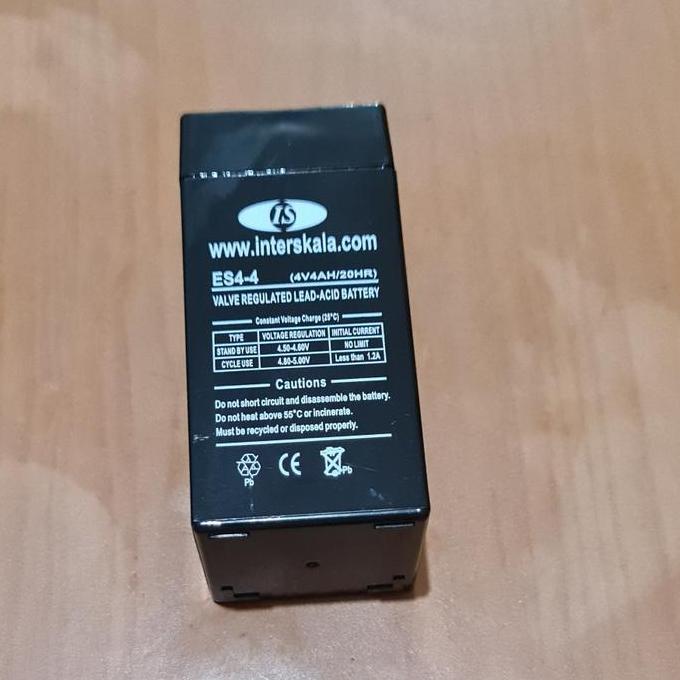 IS
www.interskala.com
ES4-4 (4V4AH/20HR)
VALVE REGULATED LEAD-ACID BATTERY
Constant Voltage Charge (25°C)
TYPE VOLTAGE REGULATION INITIAL CURRENT
STAND BY USE 4.50-4.60V NO LIMIT
CYCLE USE 4.80-5.00V Less than 1.2A
Cautions
Do not short circuit and disassemble the battery.
Do not heat above 55°C or incinerate.
Must be recycled or disposed properly.
Pb CE Pb